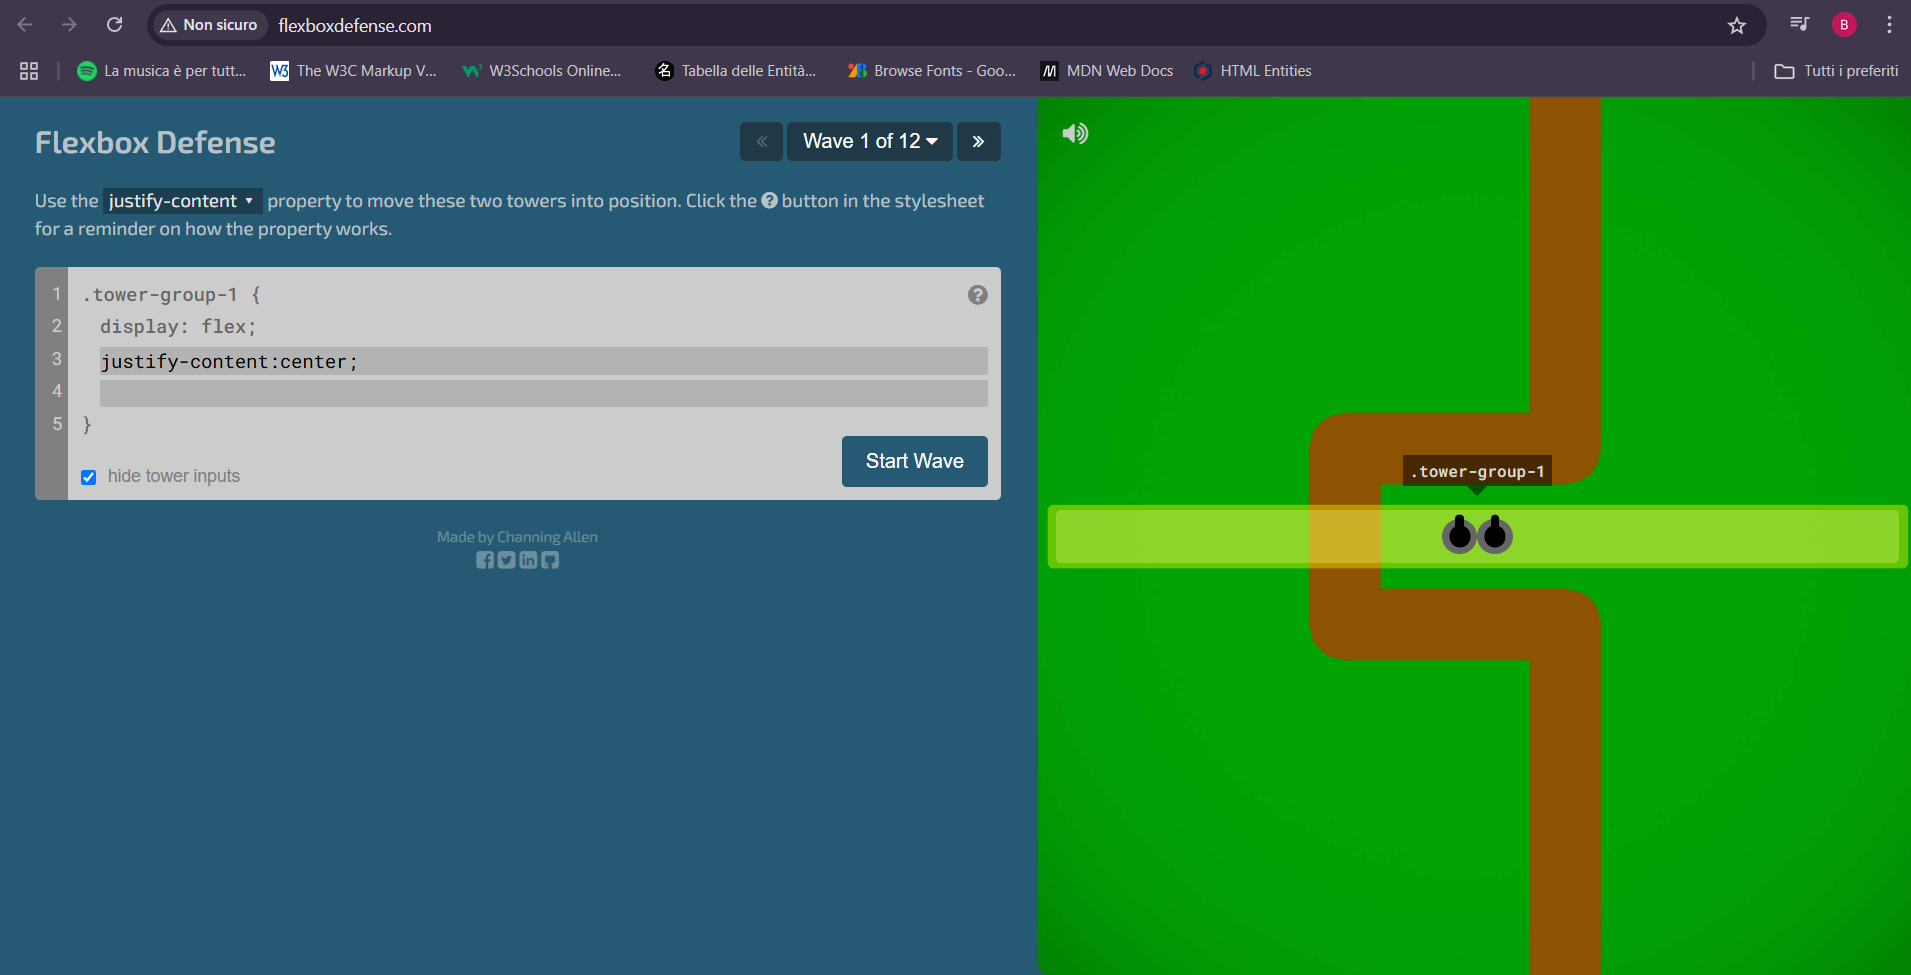 Non sicuro flexboxdefense.com B
La musica è per tutt... The W3C Markup V... W3Schools Online... Tabella delle Entità... Browse Fonts - Goo... MDN Web Docs HTML Entities Tutti i preferiti
Flexbox Defense
« Wave 1 of 12 »
Use the justify-content property to move these two towers into position. Click the ? button in the stylesheet
for a reminder on how the property works.
1 .tower-group-1 { ?
2 display: flex;
3 justify-content:center;
4
5 }
hide tower inputs
Start Wave
Made by Channing Allen
.tower-group-1